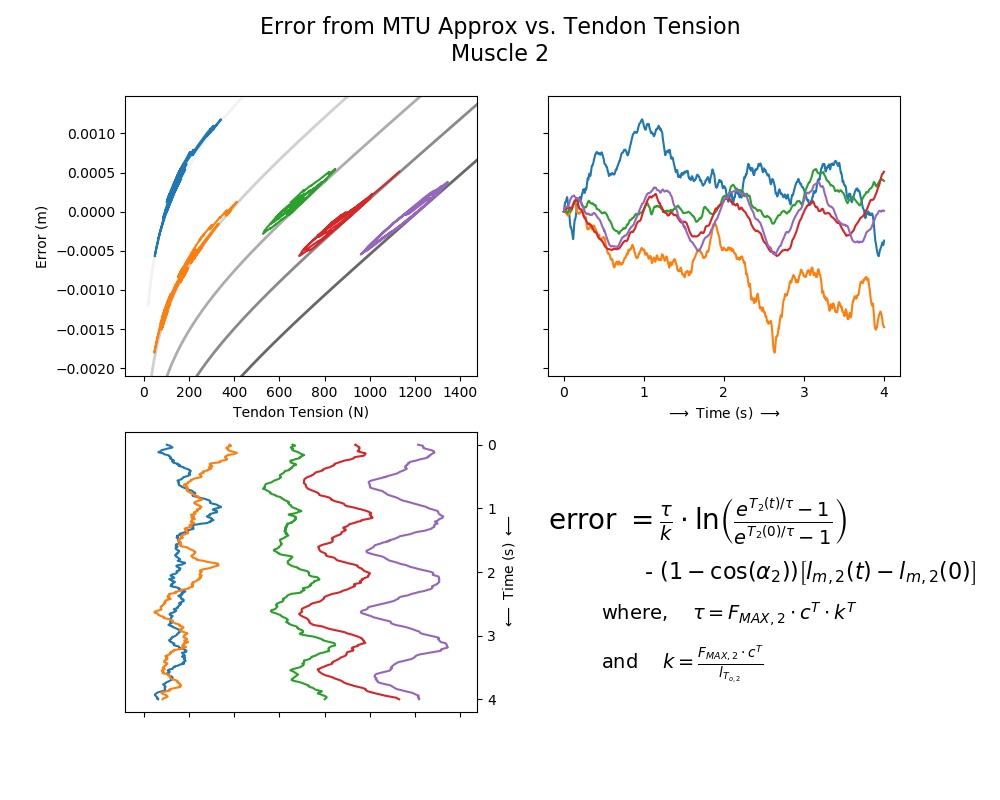 Error from MTU Approx vs. Tendon Tension
Muscle 2
0.0010
0.0005
0.0000
−0.0005
−0.0010
−0.0015
−0.0020
Error (m)
0 200 400 600 800 1000 1200 1400
Tendon Tension (N)
0 1 2 3 4
⟶ Time (s) ⟶
0
1
2
3
4
⟵ Time (s) ⟵
error = \frac{τ}{k} · ln(\frac{e^{T_2(t)/τ} − 1}{e^{T_2(0)/τ} − 1})
- (1 − cos(α_2))[l_{m,2}(t) − l_{m,2}(0)]
where, τ = F_{MAX,2} · c^T · k^T
and k = \frac{F_{MAX,2} · c^T}{l_{T_{o,2}}}